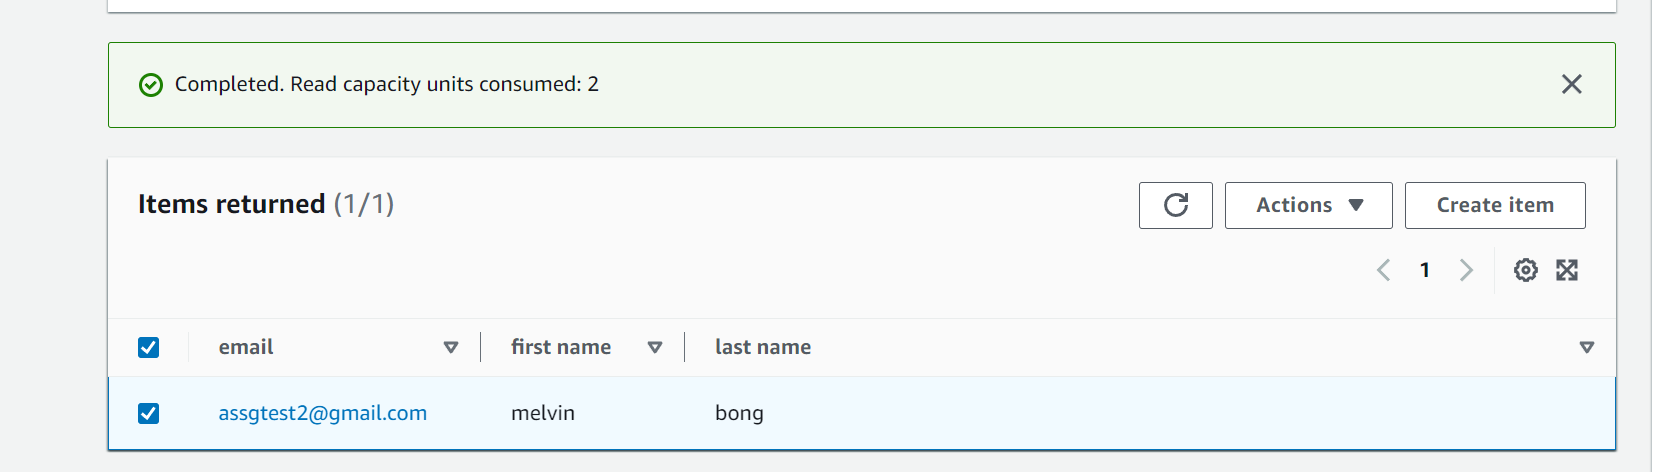 Completed. Read capacity units consumed: 2
Items returned (1/1)
Actions
Create item
1
email
first name
last name
assgtest2@gmail.com
melvin
bong